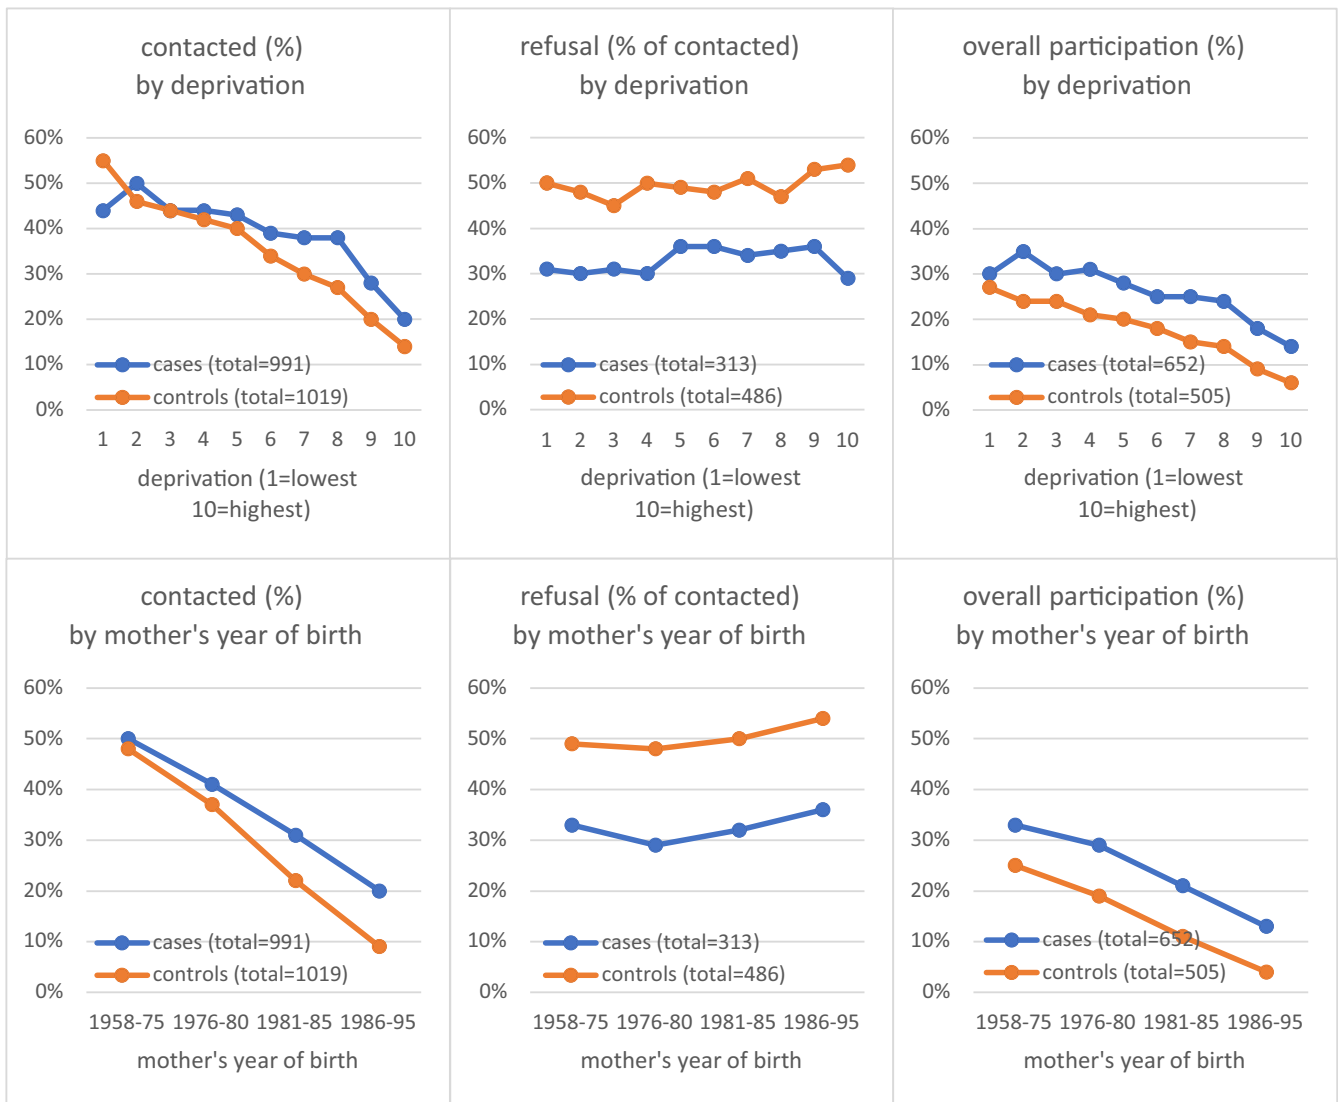 contacted (%)
by deprivation
60%
50%
40%
30%
20%
10%
0%
cases (total=991)
controls (total=1019)
1 2 3 4 5 6 7 8 9 10
deprivation (1=lowest
10=highest)
refusal (% of contacted)
by deprivation
60%
50%
40%
30%
20%
10%
0%
cases (total=313)
controls (total=486)
1 2 3 4 5 6 7 8 9 10
deprivation (1=lowest
10=highest)
overall participation (%)
by deprivation
60%
50%
40%
30%
20%
10%
0%
cases (total=652)
controls (total=505)
1 2 3 4 5 6 7 8 9 10
deprivation (1=lowest
10=highest)
contacted (%)
by mother's year of birth
60%
50%
40%
30%
20%
10%
0%
cases (total=991)
controls (total=1019)
1958-75 1976-80 1981-85 1986-95
mother's year of birth
refusal (% of contacted)
by mother's year of birth
60%
50%
40%
30%
20%
10%
0%
cases (total=313)
controls (total=486)
1958-75 1976-80 1981-85 1986-95
mother's year of birth
overall participation (%)
by mother's year of birth
60%
50%
40%
30%
20%
10%
0%
cases (total=652)
controls (total=505)
1958-75 1976-80 1981-85 1986-95
mother's year of birth